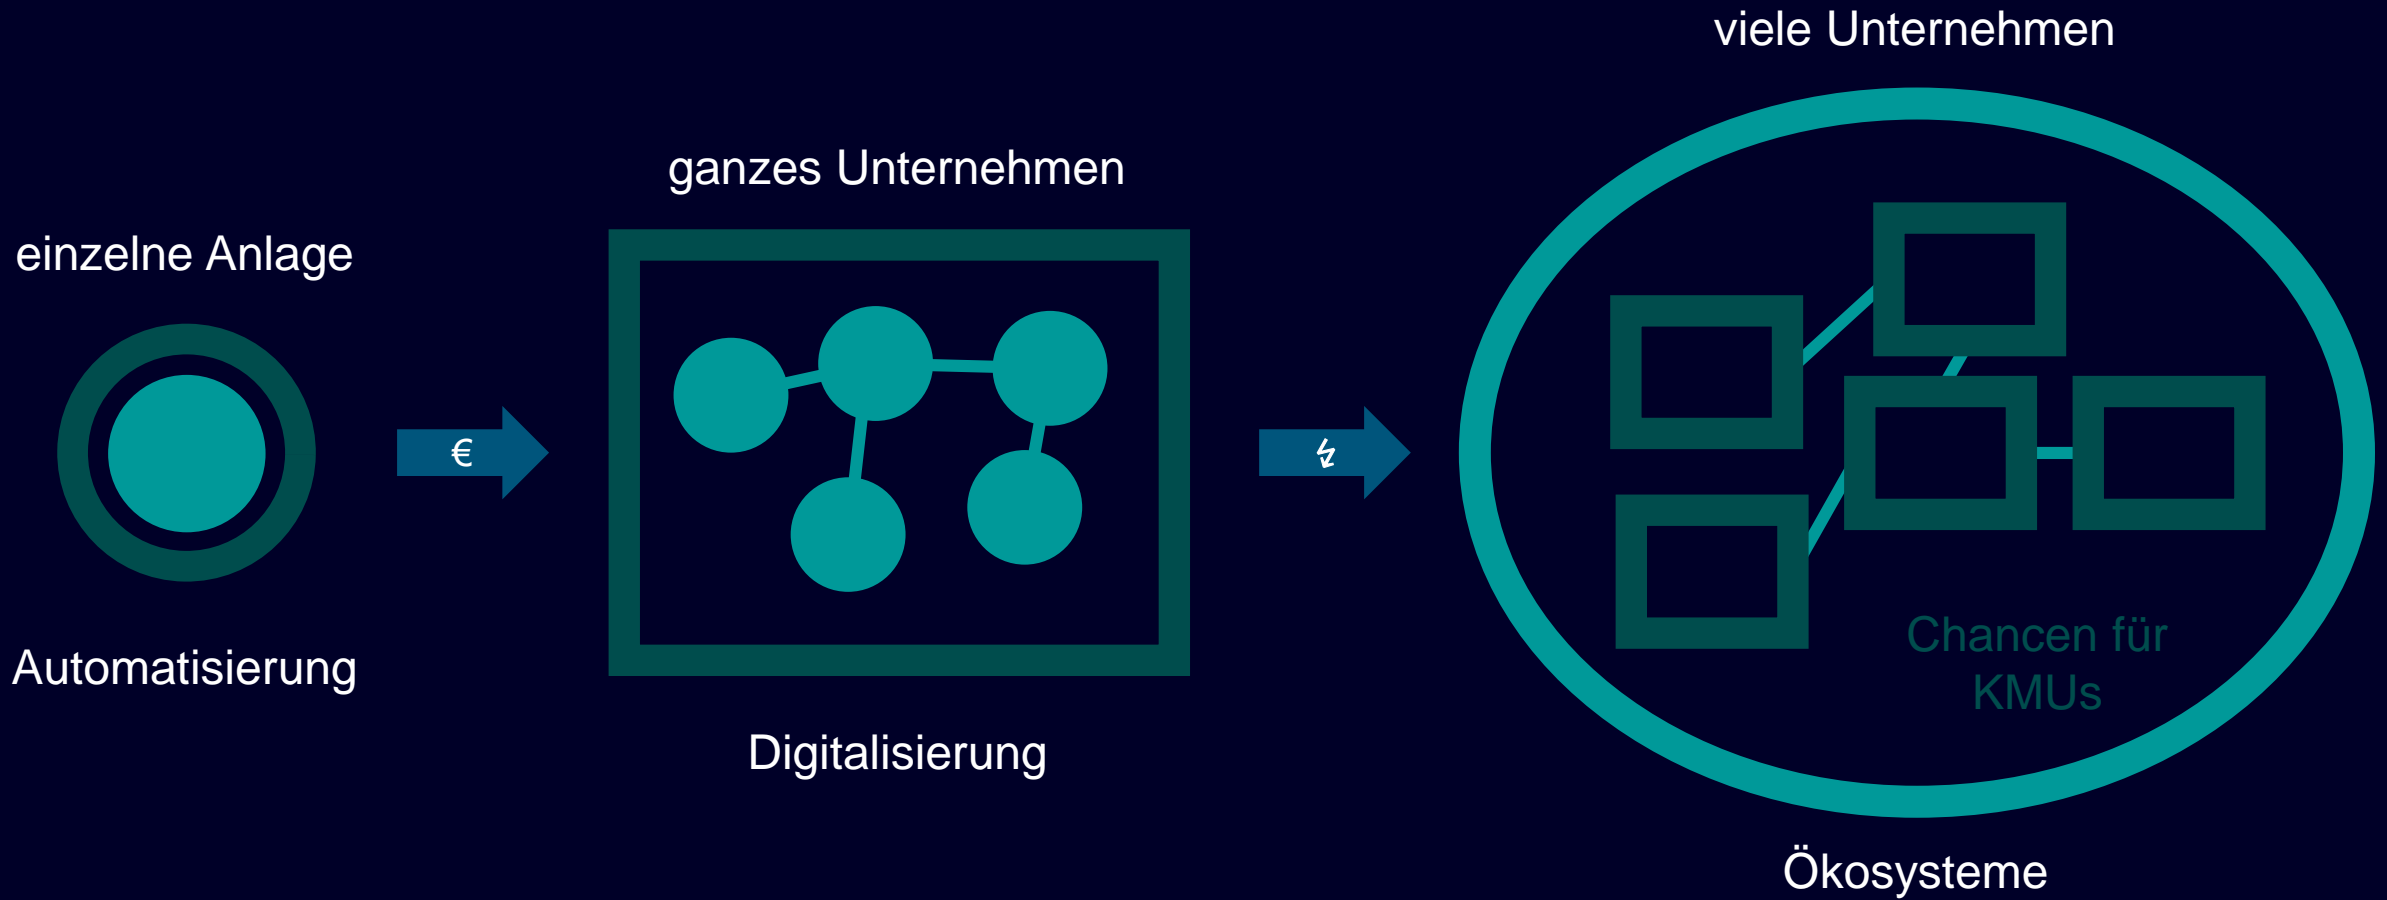 einzelne Anlage
Automatisierung
€
ganzes Unternehmen
Digitalisierung
↯
viele Unternehmen
Chancen für
KMUs
Ökosysteme